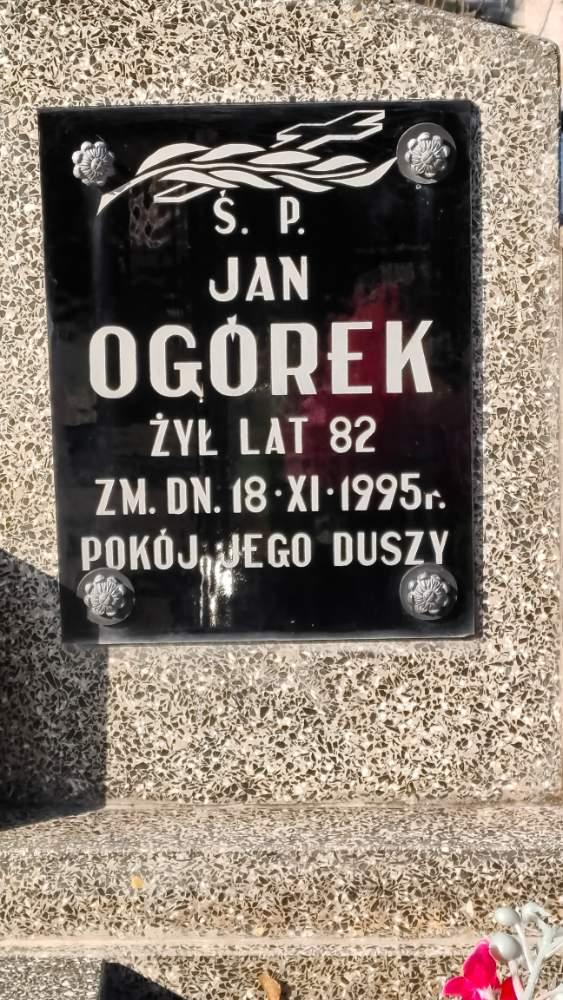 Ś. P.
JAN
OGÓREK
ŻYŁ LAT 82
ZM. DN. 18·XI·1995r.
POKÓJ JEGO DUSZY